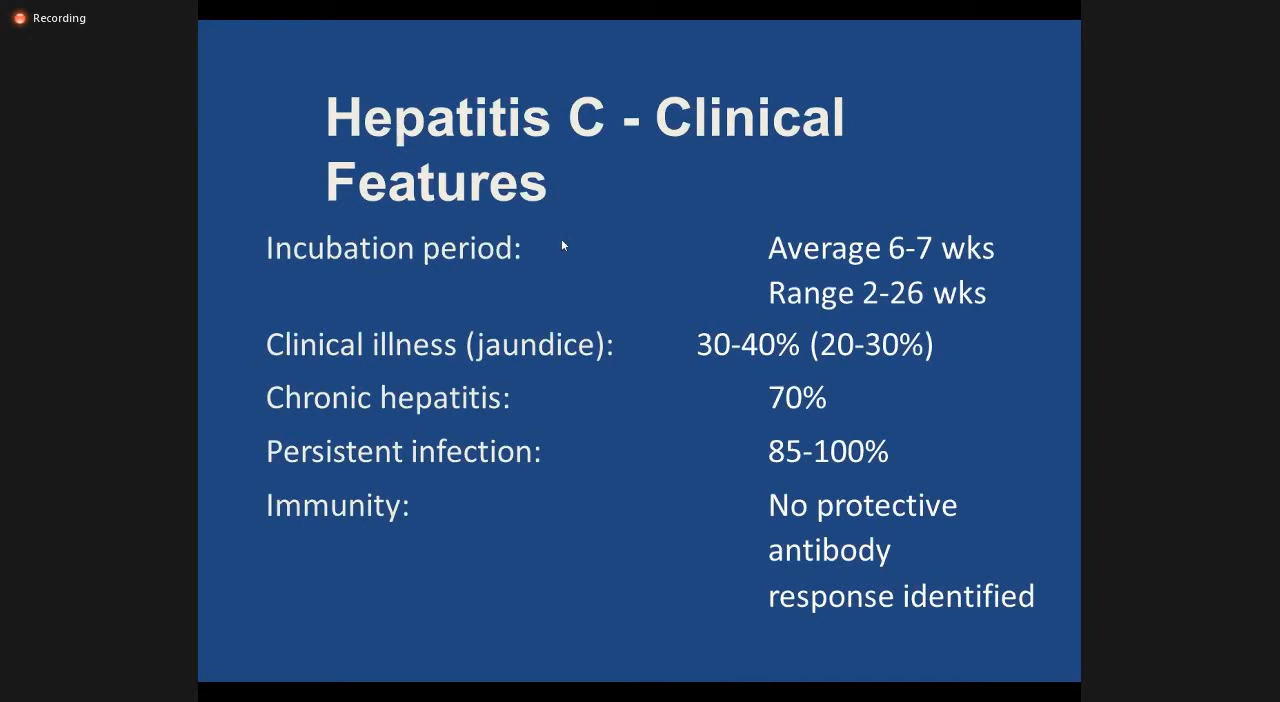 Recording
Hepatitis C - Clinical
Features
Incubation period: Average 6-7 wks
Range 2-26 wks
Clinical illness (jaundice): 30-40% (20-30%)
Chronic hepatitis: 70%
Persistent infection: 85-100%
Immunity: No protective
antibody
response identified